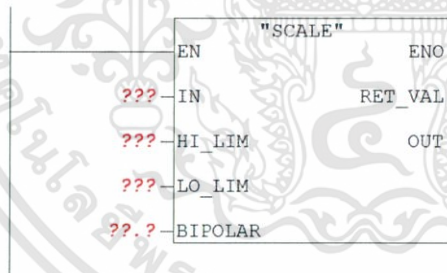 "SCALE"
EN ENO
??? IN RET_VAL
??? HI_LIM OUT
??? LO_LIM
??.? BIPOLAR